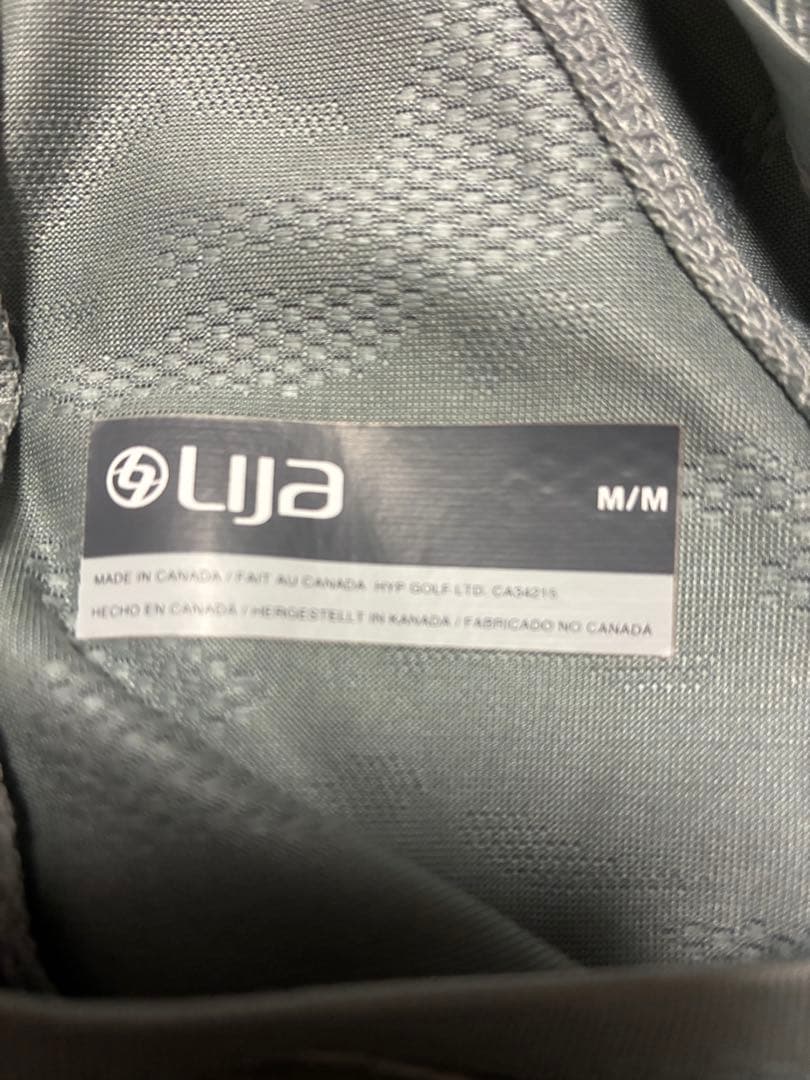 LIJA
M/M
MADE IN CANADA / FAIT AU CANADA HYP GOLF LTD. CA34215
HECHO EN CANADA / HERGESTELLT IN KANADA / FABRICADO NO CANADÁ